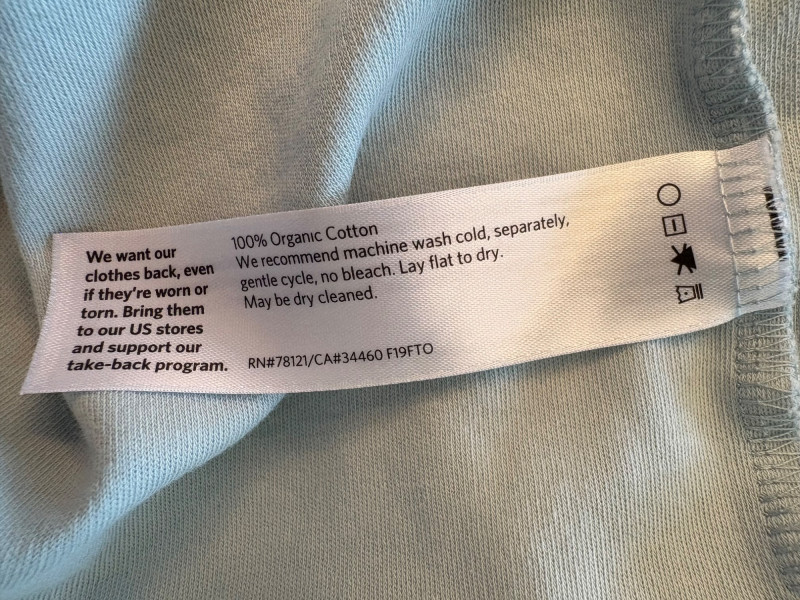 We want our
clothes back, even
if they're worn or
torn. Bring them
to our US stores
and support our
take-back program.
100% Organic Cotton
We recommend machine wash cold, separately,
gentle cycle, no bleach. Lay flat to dry.
May be dry cleaned.
RN#78121/CA#34460 F19FTO